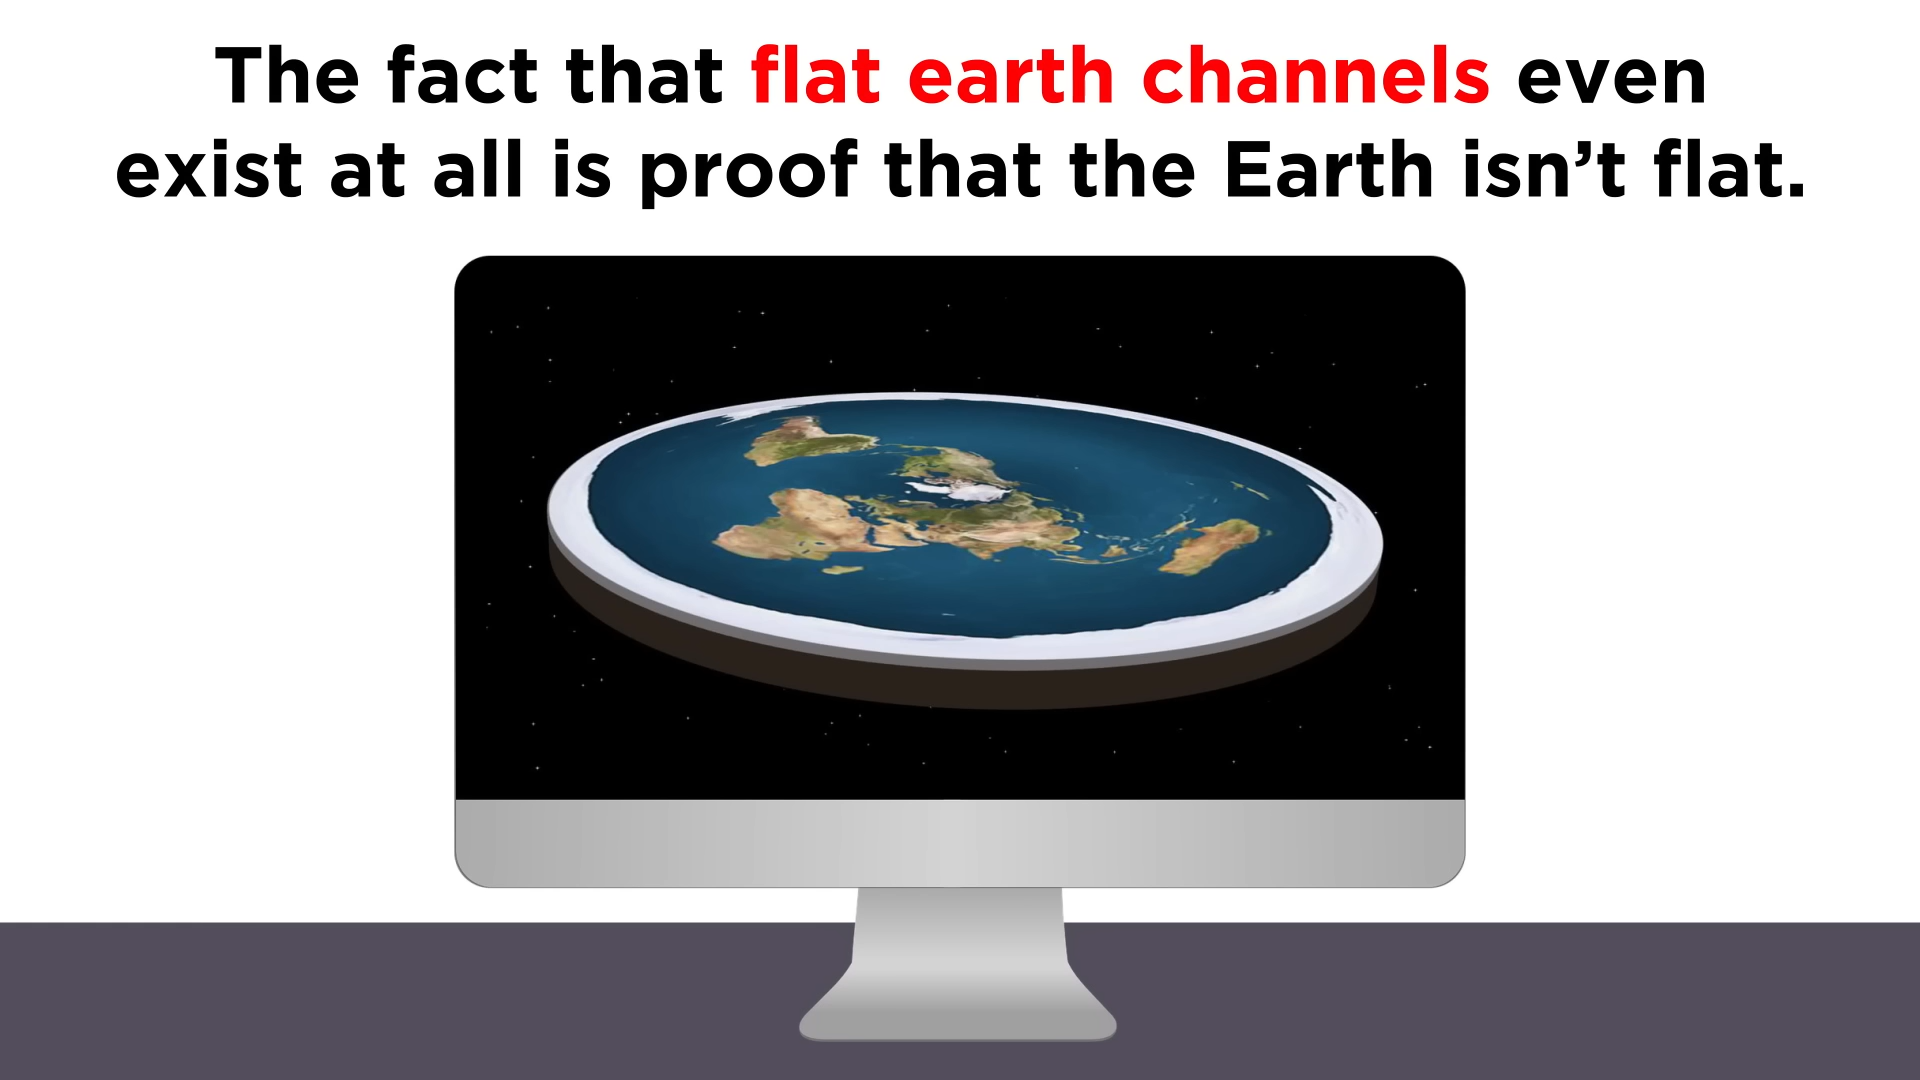 The fact that flat earth channels even
exist at all is proof that the Earth isn’t flat.